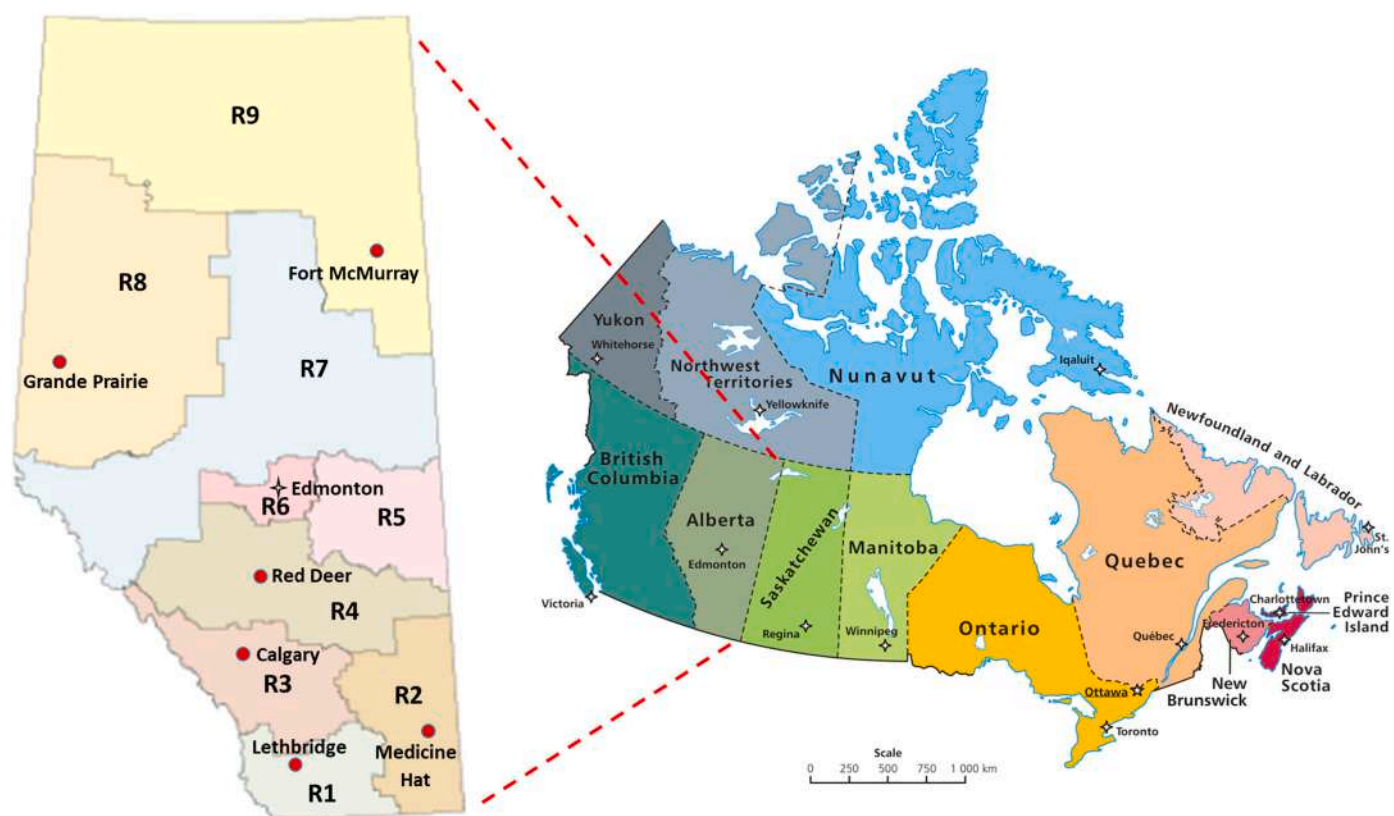 R9
Fort McMurray
R8
Grande Prairie
R7
Edmonton
R6
R5
Red Deer
R4
Calgary
R3
R2
Lethbridge
Medicine
Hat
R1
Yukon
Whitehorse
Northwest
Territories
Yellowknife
Nunavut
Iqaluit
British
Columbia
Victoria
Alberta
Edmonton
Saskatchewan
Regina
Manitoba
Winnipeg
Ontario
Ottawa
Toronto
Quebec
Québec
Newfoundland and Labrador
St.
John's
Charlottetown
Prince
Edward
Island
Fredericton
Halifax
Nova
Scotia
New
Brunswick
Scale
0 250 500 750 1 000 km